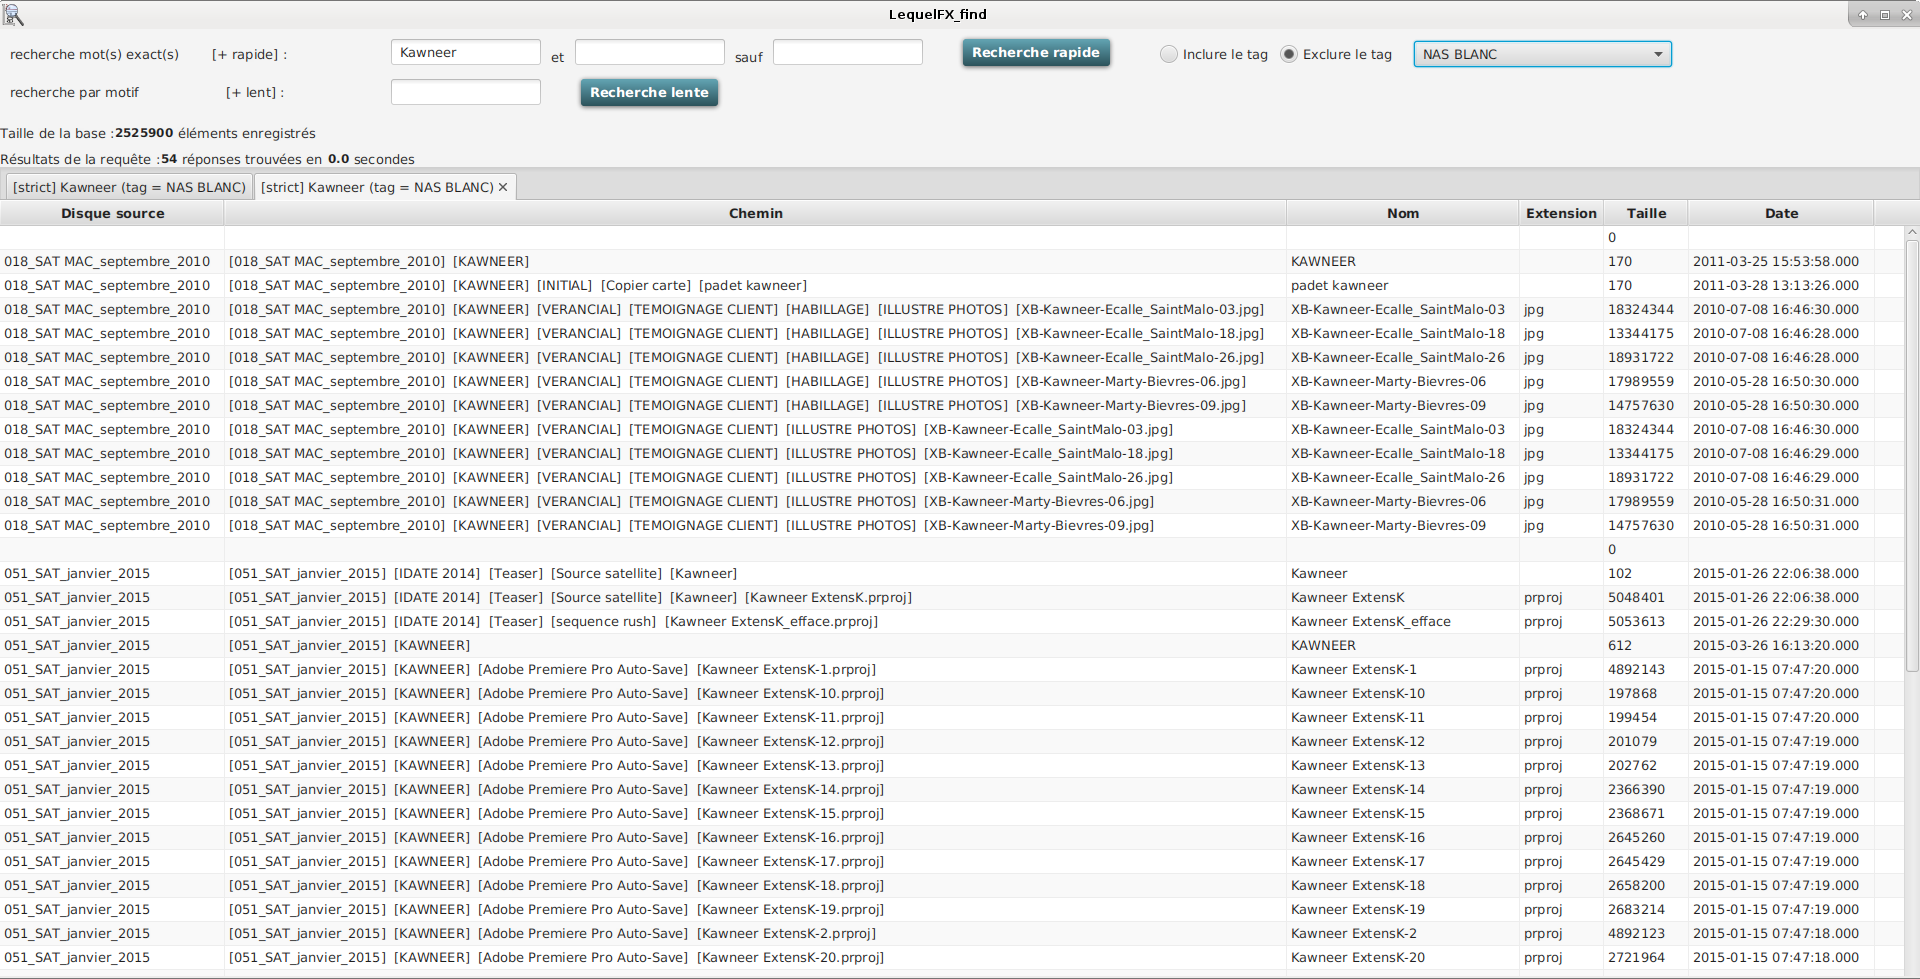 LequelFX_find
recherche mot(s) exact(s) [+ rapide] : Kawneer et sauf Recherche rapide Inclure le tag Exclure le tag NAS BLANC
recherche par motif [+ lent] : Recherche lente
Taille de la base :2525900 éléments enregistrés
Résultats de la requête :54 réponses trouvées en 0.0 secondes
[strict] Kawneer (tag = NAS BLANC) [strict] Kawneer (tag = NAS BLANC)
Disque source Chemin Nom Extension Taille Date
0
018_SAT MAC_septembre_2010 [018_SAT MAC_septembre_2010] [KAWNEER] KAWNEER 170 2011-03-25 15:53:58.000
018_SAT MAC_septembre_2010 [018_SAT MAC_septembre_2010] [KAWNEER] [INITIAL] [Copier carte] [padet kawneer] padet kawneer 170 2011-03-28 13:13:26.000
018_SAT MAC_septembre_2010 [018_SAT MAC_septembre_2010] [KAWNEER] [VERANCIAL] [TEMOIGNAGE CLIENT] [HABILLAGE] [ILLUSTRE PHOTOS] [XB-Kawneer-Ecalle_SaintMalo-03.jpg] XB-Kawneer-Ecalle_SaintMalo-03 jpg 18324344 2010-07-08 16:46:30.000
018_SAT MAC_septembre_2010 [018_SAT MAC_septembre_2010] [KAWNEER] [VERANCIAL] [TEMOIGNAGE CLIENT] [HABILLAGE] [ILLUSTRE PHOTOS] [XB-Kawneer-Ecalle_SaintMalo-18.jpg] XB-Kawneer-Ecalle_SaintMalo-18 jpg 13344175 2010-07-08 16:46:28.000
018_SAT MAC_septembre_2010 [018_SAT MAC_septembre_2010] [KAWNEER] [VERANCIAL] [TEMOIGNAGE CLIENT] [HABILLAGE] [ILLUSTRE PHOTOS] [XB-Kawneer-Ecalle_SaintMalo-26.jpg] XB-Kawneer-Ecalle_SaintMalo-26 jpg 18931722 2010-07-08 16:46:28.000
018_SAT MAC_septembre_2010 [018_SAT MAC_septembre_2010] [KAWNEER] [VERANCIAL] [TEMOIGNAGE CLIENT] [HABILLAGE] [ILLUSTRE PHOTOS] [XB-Kawneer-Marty-Bievres-06.jpg] XB-Kawneer-Marty-Bievres-06 jpg 17989559 2010-05-28 16:50:30.000
018_SAT MAC_septembre_2010 [018_SAT MAC_septembre_2010] [KAWNEER] [VERANCIAL] [TEMOIGNAGE CLIENT] [HABILLAGE] [ILLUSTRE PHOTOS] [XB-Kawneer-Marty-Bievres-09.jpg] XB-Kawneer-Marty-Bievres-09 jpg 14757630 2010-05-28 16:50:30.000
018_SAT MAC_septembre_2010 [018_SAT MAC_septembre_2010] [KAWNEER] [VERANCIAL] [TEMOIGNAGE CLIENT] [ILLUSTRE PHOTOS] [XB-Kawneer-Ecalle_SaintMalo-03.jpg] XB-Kawneer-Ecalle_SaintMalo-03 jpg 18324344 2010-07-08 16:46:30.000
018_SAT MAC_septembre_2010 [018_SAT MAC_septembre_2010] [KAWNEER] [VERANCIAL] [TEMOIGNAGE CLIENT] [ILLUSTRE PHOTOS] [XB-Kawneer-Ecalle_SaintMalo-18.jpg] XB-Kawneer-Ecalle_SaintMalo-18 jpg 13344175 2010-07-08 16:46:29.000
018_SAT MAC_septembre_2010 [018_SAT MAC_septembre_2010] [KAWNEER] [VERANCIAL] [TEMOIGNAGE CLIENT] [ILLUSTRE PHOTOS] [XB-Kawneer-Ecalle_SaintMalo-26.jpg] XB-Kawneer-Ecalle_SaintMalo-26 jpg 18931722 2010-07-08 16:46:29.000
018_SAT MAC_septembre_2010 [018_SAT MAC_septembre_2010] [KAWNEER] [VERANCIAL] [TEMOIGNAGE CLIENT] [ILLUSTRE PHOTOS] [XB-Kawneer-Marty-Bievres-06.jpg] XB-Kawneer-Marty-Bievres-06 jpg 17989559 2010-05-28 16:50:31.000
018_SAT MAC_septembre_2010 [018_SAT MAC_septembre_2010] [KAWNEER] [VERANCIAL] [TEMOIGNAGE CLIENT] [ILLUSTRE PHOTOS] [XB-Kawneer-Marty-Bievres-09.jpg] XB-Kawneer-Marty-Bievres-09 jpg 14757630 2010-05-28 16:50:31.000
0
051_SAT_janvier_2015 [051_SAT_janvier_2015] [IDATE 2014] [Teaser] [Source satellite] [Kawneer] Kawneer 102 2015-01-26 22:06:38.000
051_SAT_janvier_2015 [051_SAT_janvier_2015] [IDATE 2014] [Teaser] [Source satellite] [Kawneer] [Kawneer ExtensK.prproj] Kawneer ExtensK prproj 5048401 2015-01-26 22:06:38.000
051_SAT_janvier_2015 [051_SAT_janvier_2015] [IDATE 2014] [Teaser] [sequence rush] [Kawneer ExtensK_efface.prproj] Kawneer ExtensK_efface prproj 5053613 2015-01-26 22:29:30.000
051_SAT_janvier_2015 [051_SAT_janvier_2015] [KAWNEER] KAWNEER 612 2015-03-26 16:13:20.000
051_SAT_janvier_2015 [051_SAT_janvier_2015] [KAWNEER] [Adobe Premiere Pro Auto-Save] [Kawneer ExtensK-1.prproj] Kawneer ExtensK-1 prproj 4892143 2015-01-15 07:47:20.000
051_SAT_janvier_2015 [051_SAT_janvier_2015] [KAWNEER] [Adobe Premiere Pro Auto-Save] [Kawneer ExtensK-10.prproj] Kawneer ExtensK-10 prproj 197868 2015-01-15 07:47:20.000
051_SAT_janvier_2015 [051_SAT_janvier_2015] [KAWNEER] [Adobe Premiere Pro Auto-Save] [Kawneer ExtensK-11.prproj] Kawneer ExtensK-11 prproj 199454 2015-01-15 07:47:20.000
051_SAT_janvier_2015 [051_SAT_janvier_2015] [KAWNEER] [Adobe Premiere Pro Auto-Save] [Kawneer ExtensK-12.prproj] Kawneer ExtensK-12 prproj 201079 2015-01-15 07:47:19.000
051_SAT_janvier_2015 [051_SAT_janvier_2015] [KAWNEER] [Adobe Premiere Pro Auto-Save] [Kawneer ExtensK-13.prproj] Kawneer ExtensK-13 prproj 202762 2015-01-15 07:47:19.000
051_SAT_janvier_2015 [051_SAT_janvier_2015] [KAWNEER] [Adobe Premiere Pro Auto-Save] [Kawneer ExtensK-14.prproj] Kawneer ExtensK-14 prproj 2366390 2015-01-15 07:47:19.000
051_SAT_janvier_2015 [051_SAT_janvier_2015] [KAWNEER] [Adobe Premiere Pro Auto-Save] [Kawneer ExtensK-15.prproj] Kawneer ExtensK-15 prproj 2368671 2015-01-15 07:47:19.000
051_SAT_janvier_2015 [051_SAT_janvier_2015] [KAWNEER] [Adobe Premiere Pro Auto-Save] [Kawneer ExtensK-16.prproj] Kawneer ExtensK-16 prproj 2645260 2015-01-15 07:47:19.000
051_SAT_janvier_2015 [051_SAT_janvier_2015] [KAWNEER] [Adobe Premiere Pro Auto-Save] [Kawneer ExtensK-17.prproj] Kawneer ExtensK-17 prproj 2645429 2015-01-15 07:47:19.000
051_SAT_janvier_2015 [051_SAT_janvier_2015] [KAWNEER] [Adobe Premiere Pro Auto-Save] [Kawneer ExtensK-18.prproj] Kawneer ExtensK-18 prproj 2658200 2015-01-15 07:47:19.000
051_SAT_janvier_2015 [051_SAT_janvier_2015] [KAWNEER] [Adobe Premiere Pro Auto-Save] [Kawneer ExtensK-19.prproj] Kawneer ExtensK-19 prproj 2683214 2015-01-15 07:47:19.000
051_SAT_janvier_2015 [051_SAT_janvier_2015] [KAWNEER] [Adobe Premiere Pro Auto-Save] [Kawneer ExtensK-2.prproj] Kawneer ExtensK-2 prproj 4892123 2015-01-15 07:47:18.000
051_SAT_janvier_2015 [051_SAT_janvier_2015] [KAWNEER] [Adobe Premiere Pro Auto-Save] [Kawneer ExtensK-20.prproj] Kawneer ExtensK-20 prproj 2721964 2015-01-15 07:47:18.000